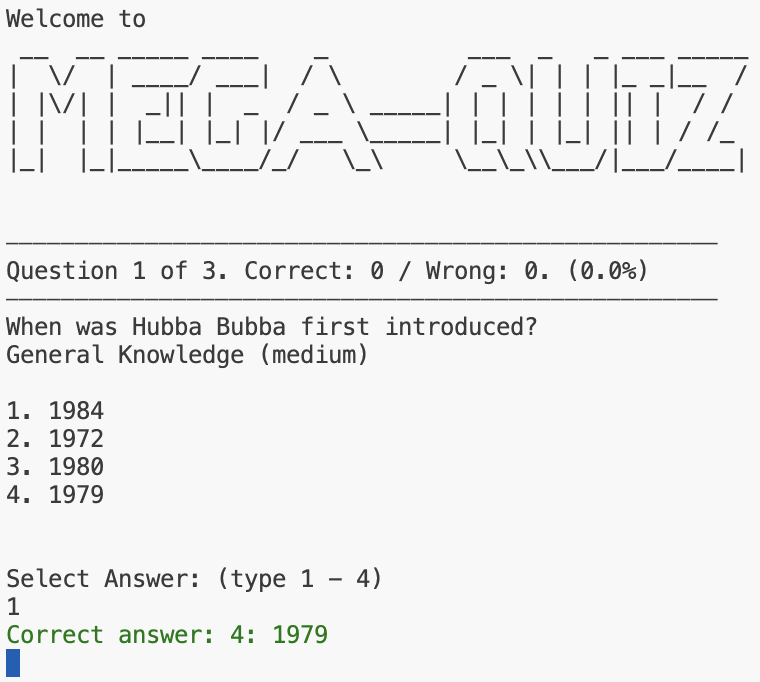 Welcome to
MEGA-QUIZ
Question 1 of 3. Correct: 0 / Wrong: 0. (0.0%)
When was Hubba Bubba first introduced?
General Knowledge (medium)
1. 1984
2. 1972
3. 1980
4. 1979
Select Answer: (type 1 - 4)
1
Correct answer: 4: 1979